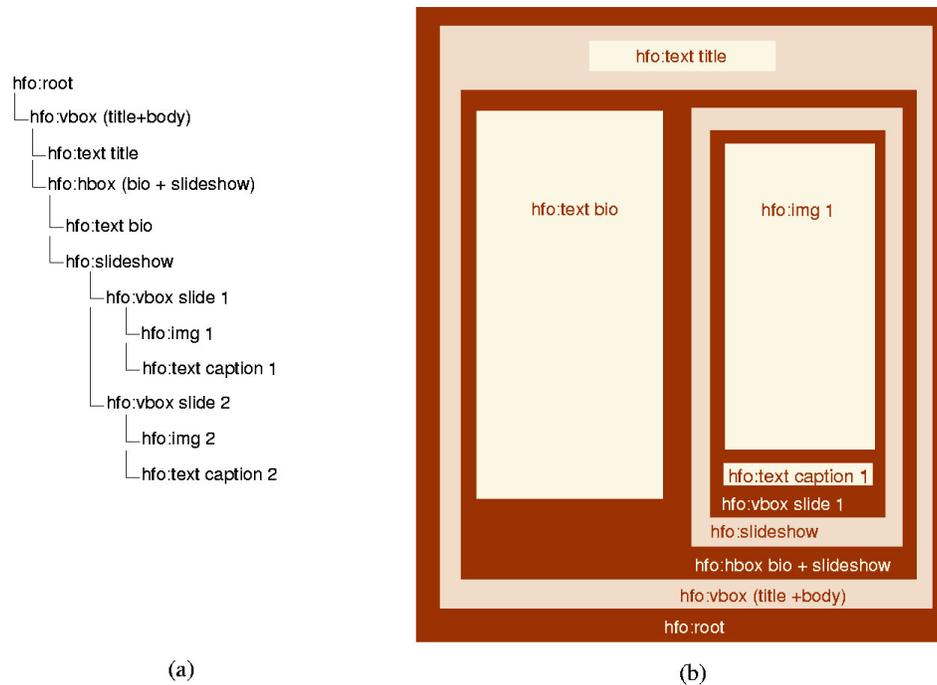 hfo:root
hfo:vbox (title+body)
hfo:text title
hfo:hbox (bio + slideshow)
hfo:text bio
hfo:slideshow
hfo:vbox slide 1
hfo:img 1
hfo:text caption 1
hfo:vbox slide 2
hfo:img 2
hfo:text caption 2
(a)
hfo:text title
hfo:text bio
hfo:img 1
hfo:text caption 1
hfo:vbox slide 1
hfo:slideshow
hfo:hbox bio + slideshow
hfo:vbox (title +body)
hfo:root
(b)